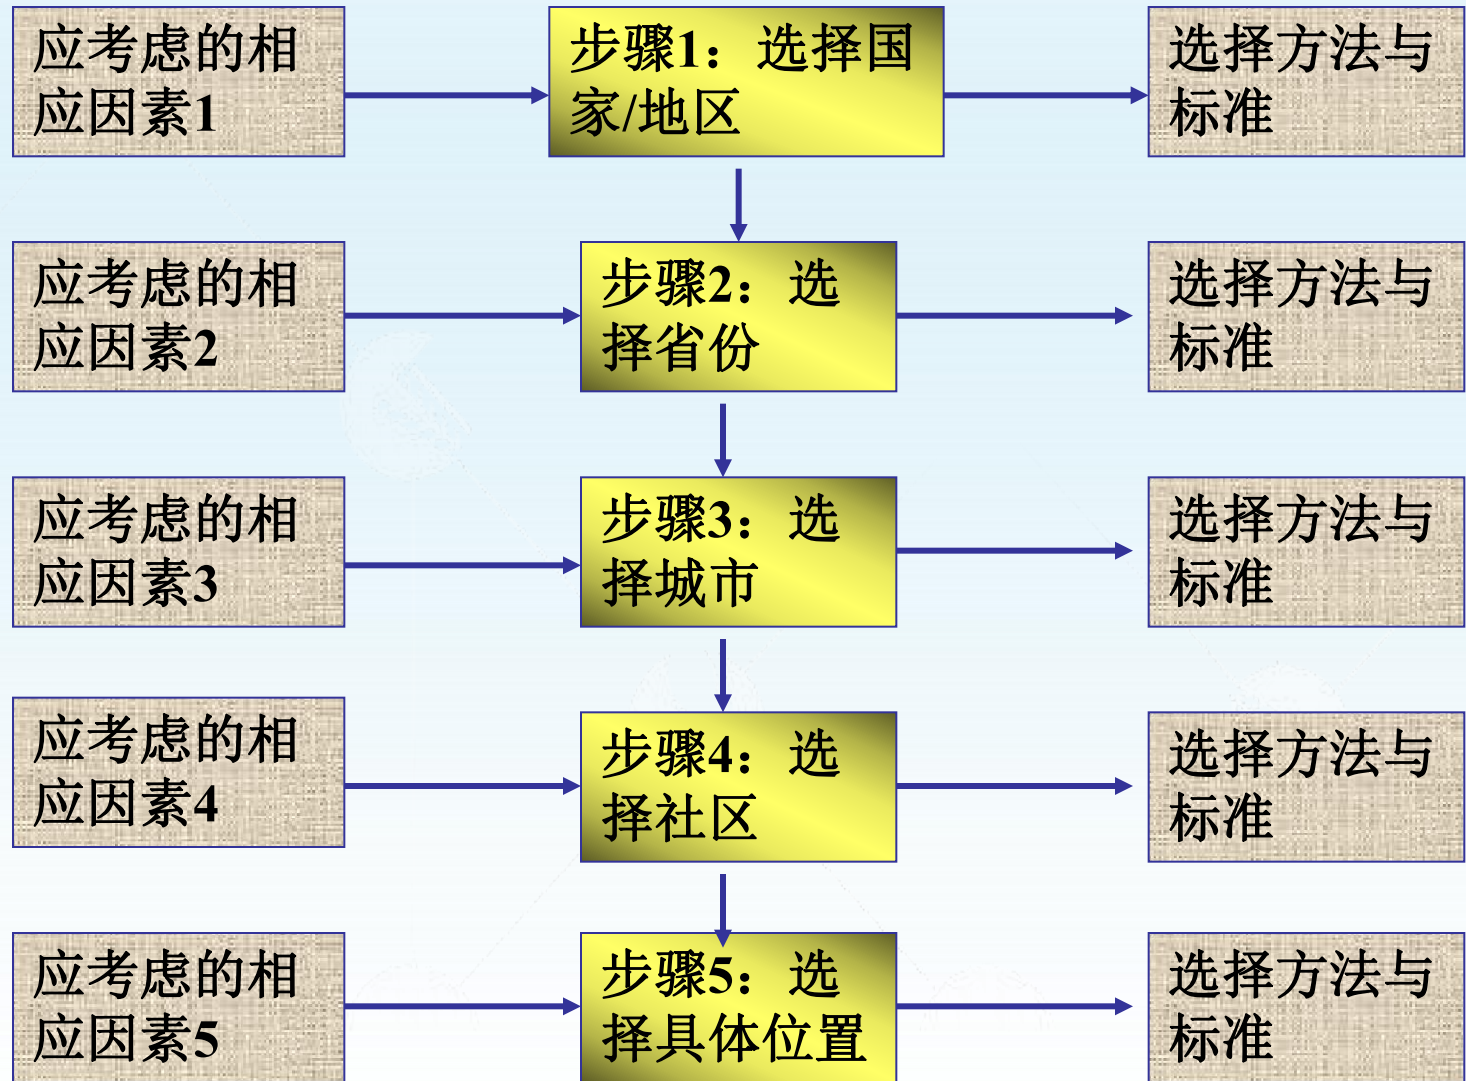 应考虑的相
应因素1
步骤1：选择国
家/地区
选择方法与
标准
应考虑的相
应因素2
步骤2：选
择省份
选择方法与
标准
应考虑的相
应因素3
步骤3：选
择城市
选择方法与
标准
应考虑的相
应因素4
步骤4：选
择社区
选择方法与
标准
应考虑的相
应因素5
步骤5：选
择具体位置
选择方法与
标准